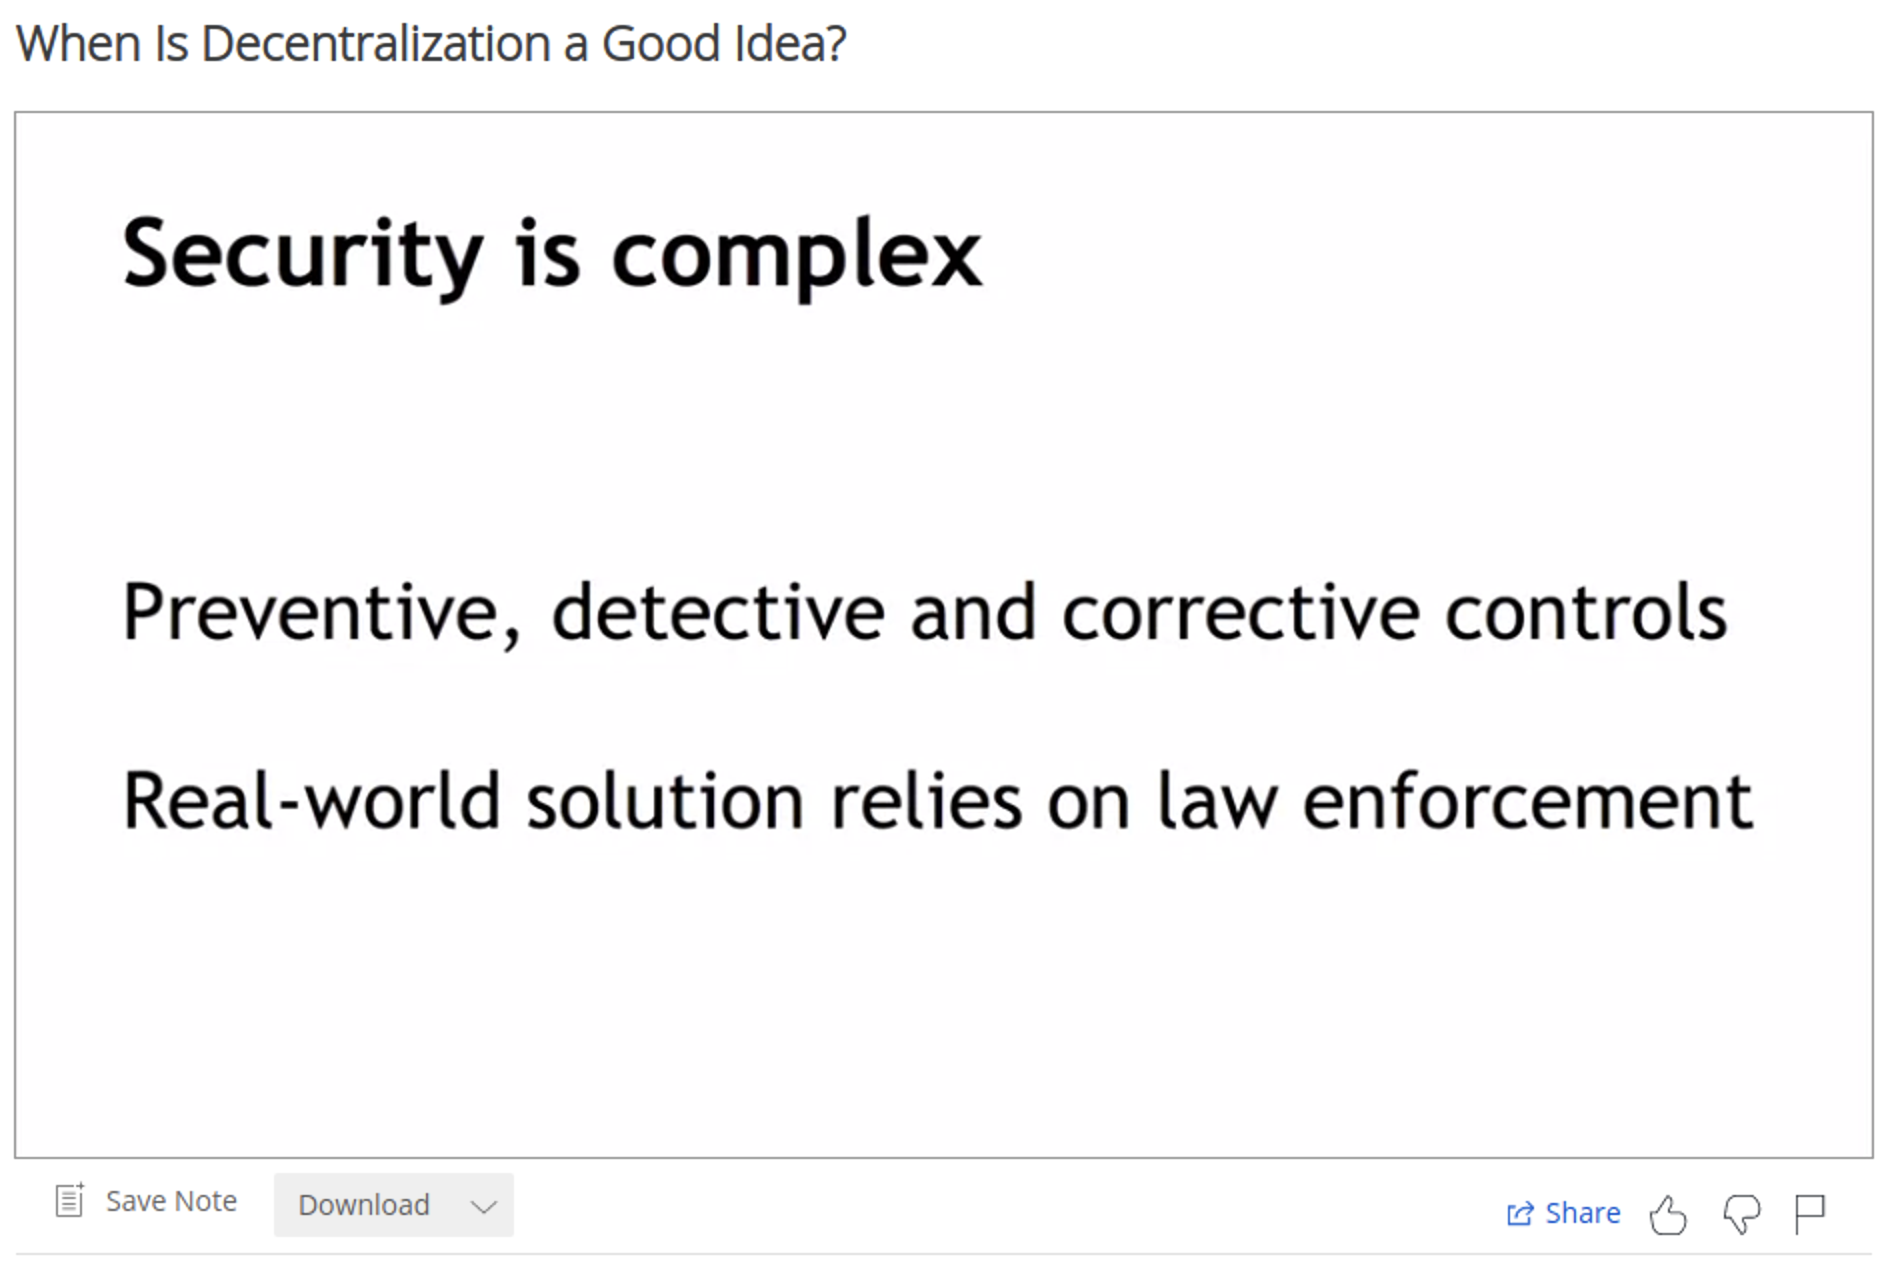 When Is Decentralization a Good Idea?
Security is complex
Preventive, detective and corrective controls
Real-world solution relies on law enforcement
Save Note
Download
Share